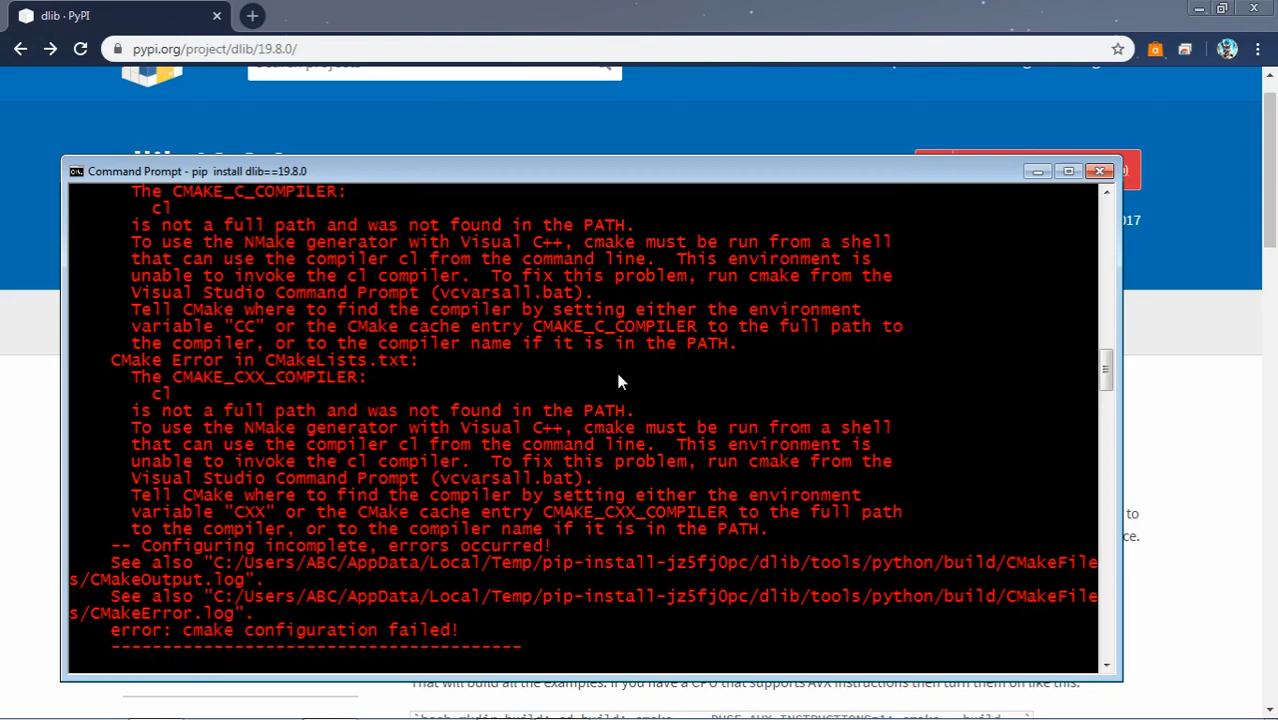 dlib · PyPI
pypi.org/project/dlib/19.8.0/
Command Prompt - pip  install dlib==19.8.0
017
The CMAKE_C_COMPILER:
cl
is not a full path and was not found in the PATH.
To use the NMake generator with Visual C++, cmake must be run from a shell
that can use the compiler cl from the command line.  This environment is
unable to invoke the cl compiler.  To fix this problem, run cmake from the
Visual Studio Command Prompt (vcvarsall.bat).
Tell CMake where to find the compiler by setting either the environment
variable "CC" or the CMake cache entry CMAKE_C_COMPILER to the full path to
the compiler, or to the compiler name if it is in the PATH.
CMake Error in CMakeLists.txt:
The CMAKE_CXX_COMPILER:
cl
is not a full path and was not found in the PATH.
To use the NMake generator with Visual C++, cmake must be run from a shell
that can use the compiler cl from the command line.  This environment is
unable to invoke the cl compiler.  To fix this problem, run cmake from the
Visual Studio Command Prompt (vcvarsall.bat).
Tell CMake where to find the compiler by setting either the environment
variable "CXX" or the CMake cache entry CMAKE_CXX_COMPILER to the full path
to the compiler, or to the compiler name if it is in the PATH.
-- Configuring incomplete, errors occurred!
See also "C:/Users/ABC/AppData/Local/Temp/pip-install-jz5fj0pc/dlib/tools/python/build/CMakeFile
s/CMakeOutput.log".
See also "C:/Users/ABC/AppData/Local/Temp/pip-install-jz5fj0pc/dlib/tools/python/build/CMakeFile
s/CMakeError.log".
error: cmake configuration failed!
----------------------------------------
to
ce.
That will build all the examples. If you have a CPU that supports AVX instructions then turn them on like this: